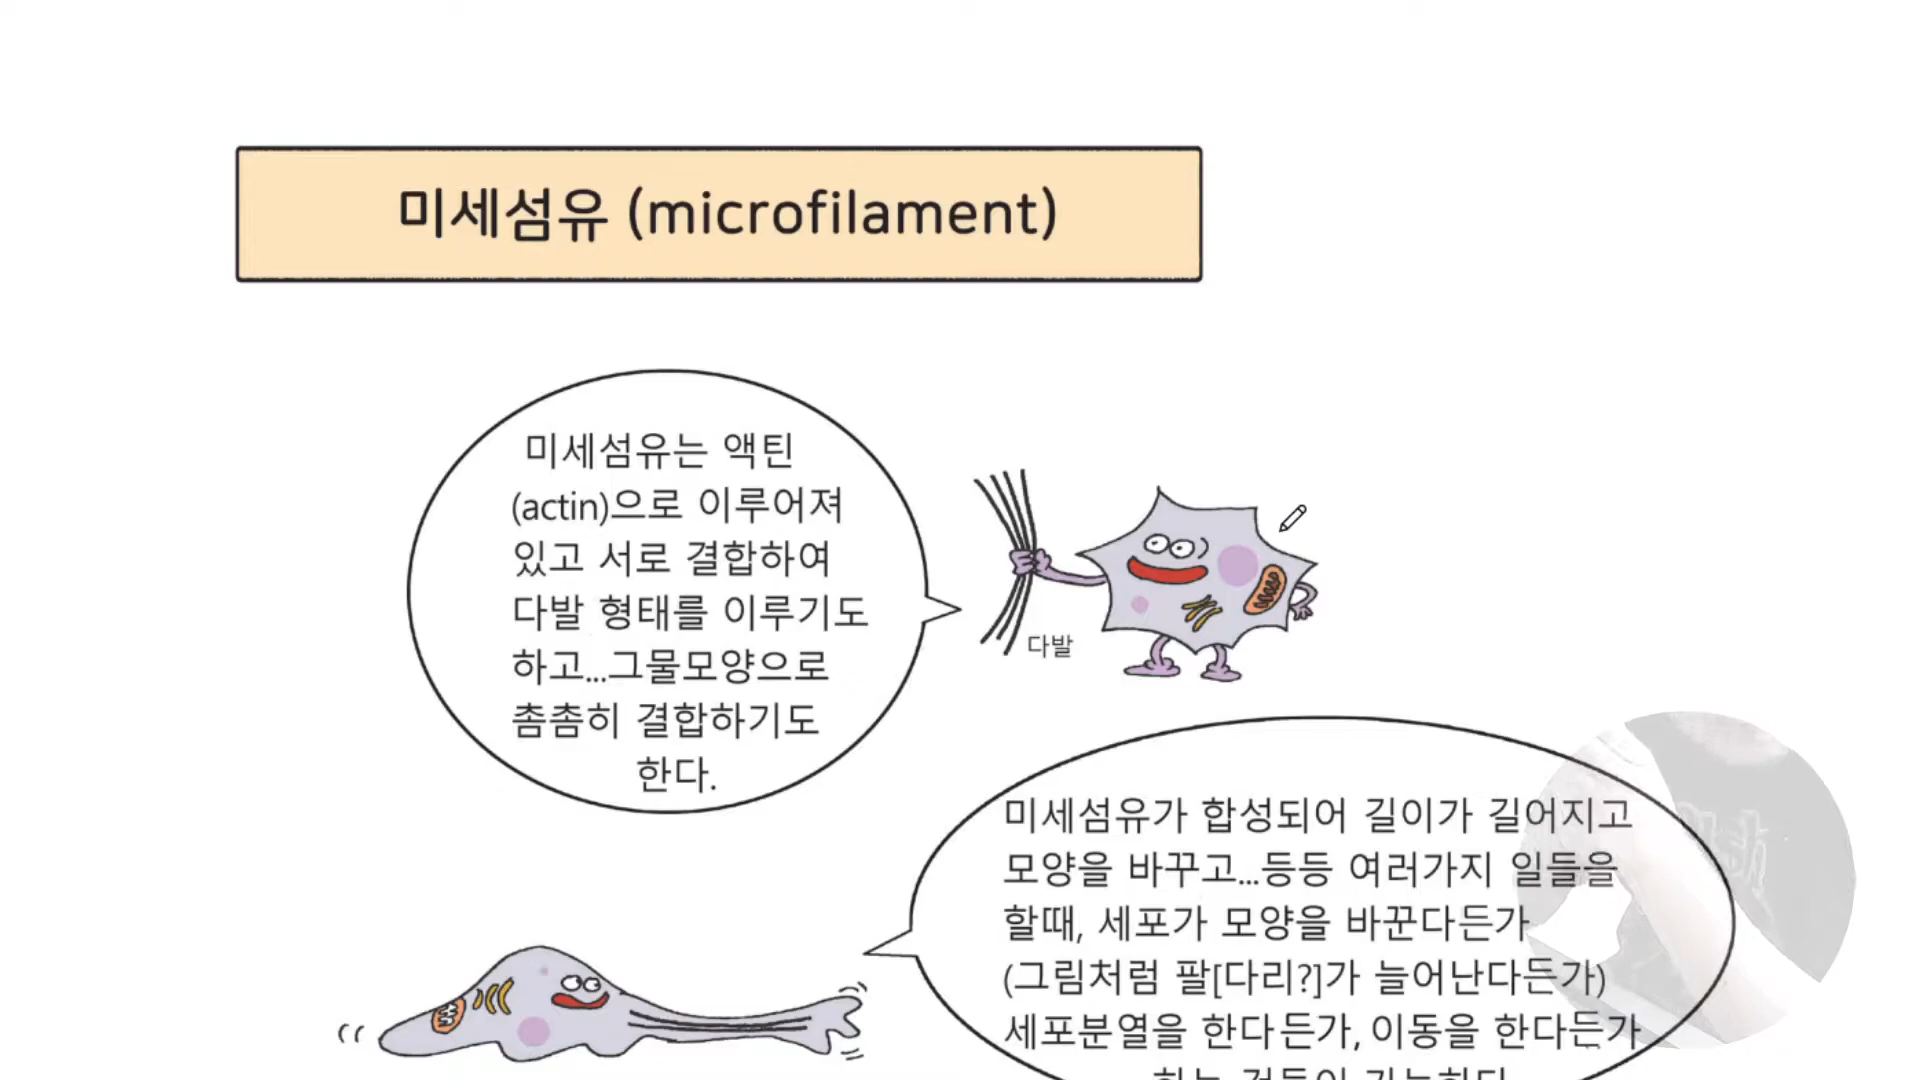 미세섬유 (microfilament)
미세섬유는 액틴
(actin)으로 이루어져
있고 서로 결합하여
다발 형태를 이루기도
하고...그물모양으로
촘촘히 결합하기도
한다.
다발
미세섬유가 합성되어 길이가 길어지고
모양을 바꾸고...등등 여러가지 일들을
할때, 세포가 모양을 바꾼다든가
(그림처럼 팔[다리?]가 늘어난다든가)
세포분열을 한다든가, 이동을 한다든가